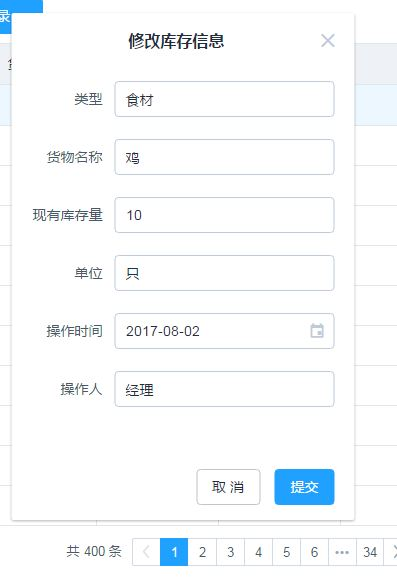 录
修改库存信息
类型 食材
货物名称 鸡
现有库存量 10
单位 只
操作时间 2017-08-02
操作人 经理
取 消 提交
共 400 条 1 2 3 4 5 6 34